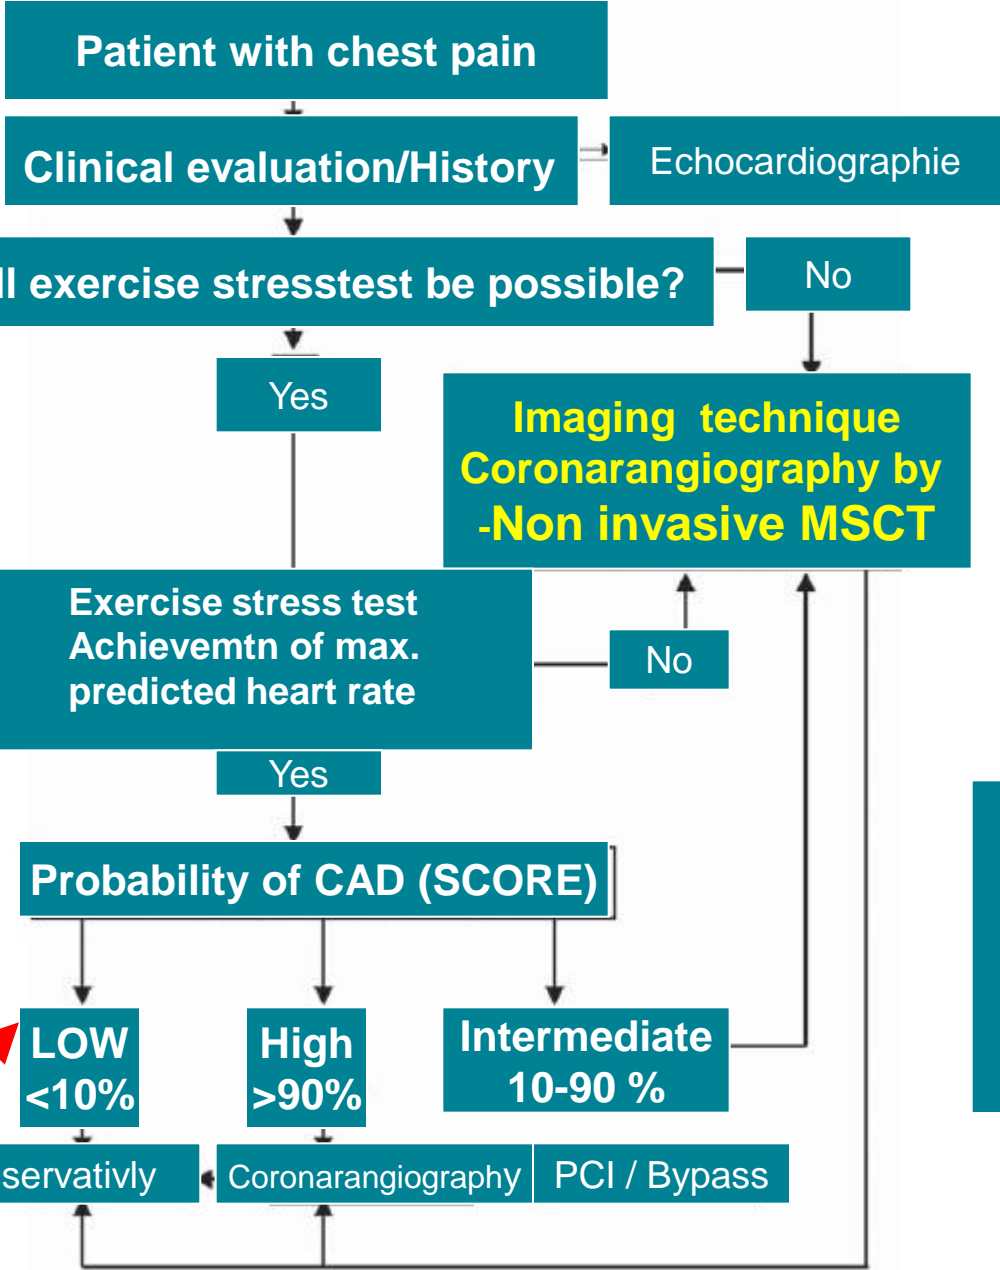 Patient with chest pain
Clinical evaluation/History
Echocardiographie
ll exercise stresstest be possible?
No
Yes
Imaging technique
Coronarangiography by
-Non invasive MSCT
Exercise stress test
Achievemtn of max.
predicted heart rate
No
Yes
Probability of CAD (SCORE)
LOW
<10%
High
>90%
Intermediate
10-90 %
servativly
Coronarangiography
PCI / Bypass